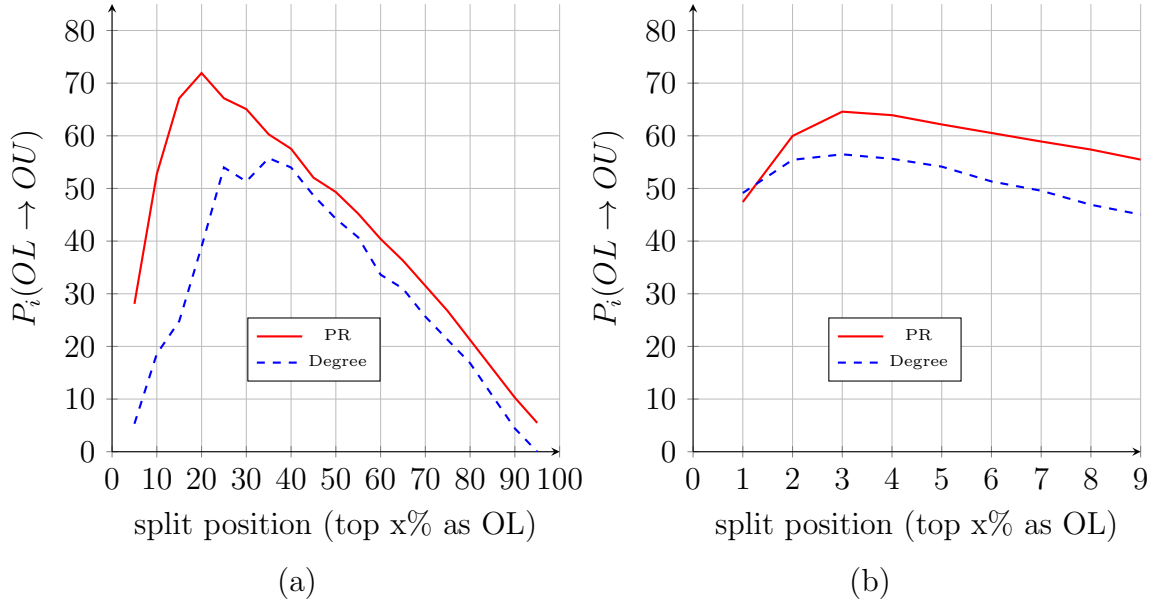 80
70
60
50
40
30
20
10
0
P_i(OL → OU)
PR
Degree
0 10 20 30 40 50 60 70 80 90 100
split position (top x% as OL)
(a)
80
70
60
50
40
30
20
10
0
P_i(OL → OU)
PR
Degree
0 1 2 3 4 5 6 7 8 9
split position (top x% as OL)
(b)